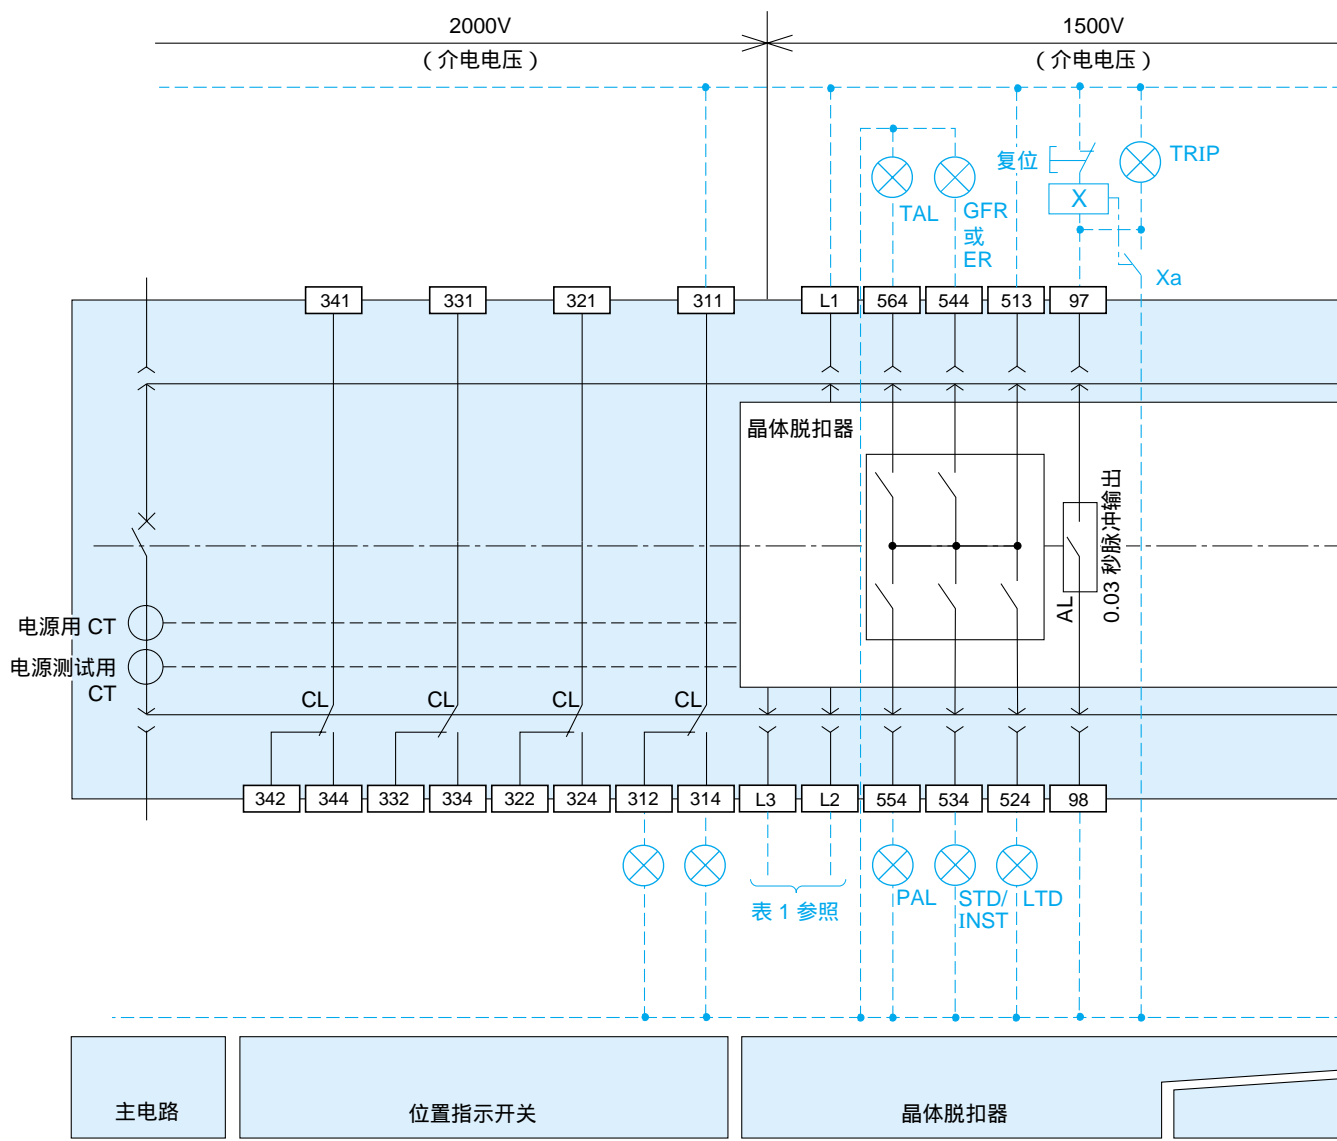 2000V
1500V
（介电电压）
（介电电压）
复位
TRIP
X
TAL
GFR
或
ER
Xa
341
331
321
311
L1
564
544
513
97
晶体脱扣器
0.03 秒脉冲输出
AL
电源用 CT
电源测试用
CT
CL
CL
CL
CL
342
344
332
334
322
324
312
314
L3
L2
554
534
524
98
表 1 参照
PAL
STD/
INST
LTD
主电路
位置指示开关
晶体脱扣器